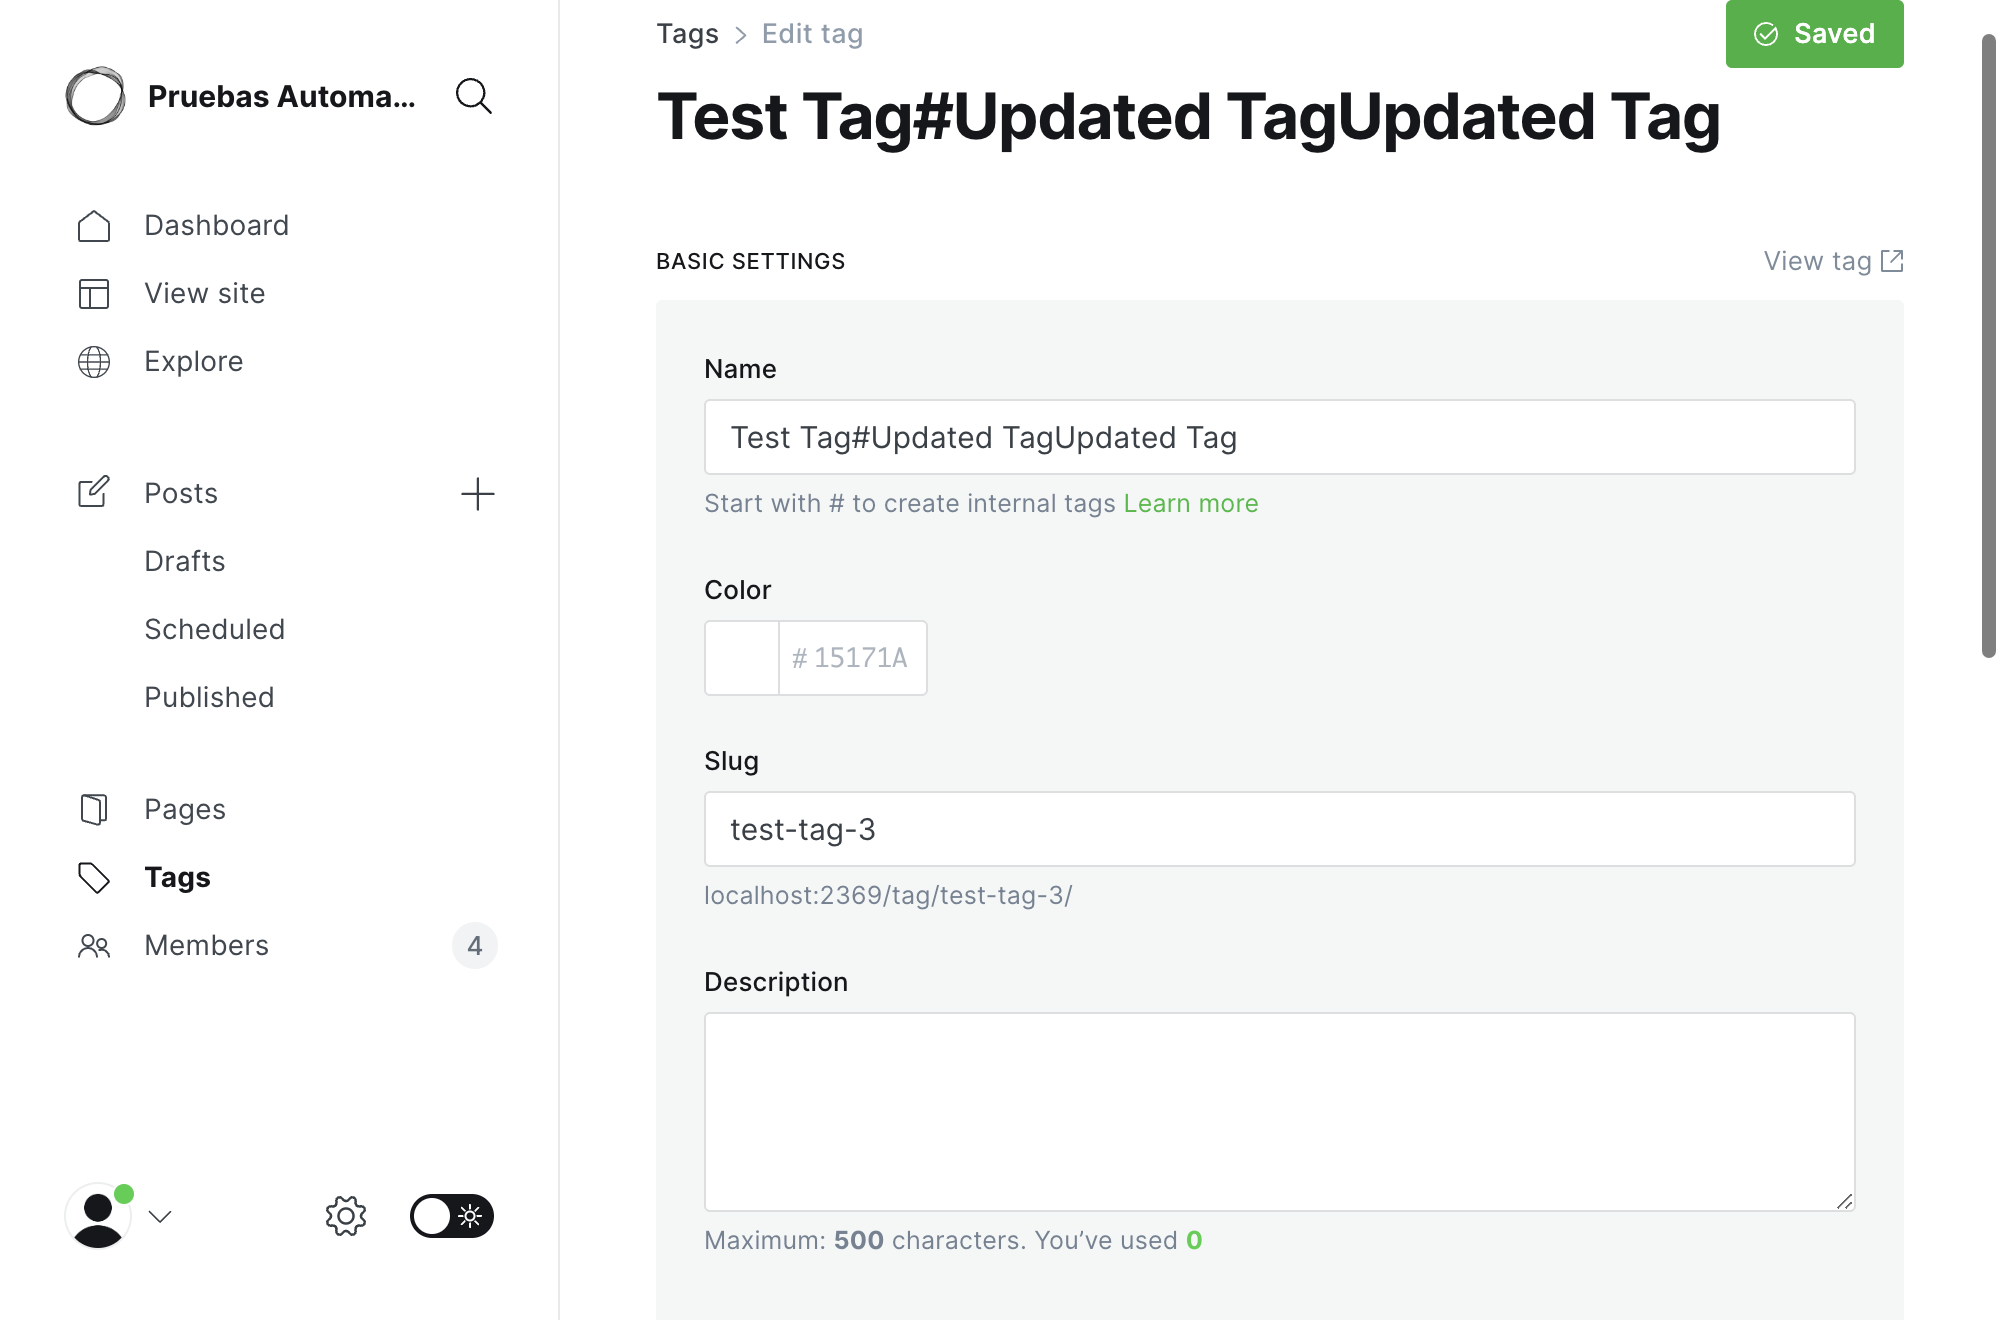 Pruebas Automa...
Dashboard
View site
Explore
Posts
Drafts
Scheduled
Published
Pages
Tags
Members
4
Tags > Edit tag
Saved
Test Tag#Updated TagUpdated Tag
BASIC SETTINGS
View tag
Name
Test Tag#Updated TagUpdated Tag
Start with # to create internal tags Learn more
Color
# 15171A
Slug
test-tag-3
localhost:2369/tag/test-tag-3/
Description
Maximum: 500 characters. You’ve used 0